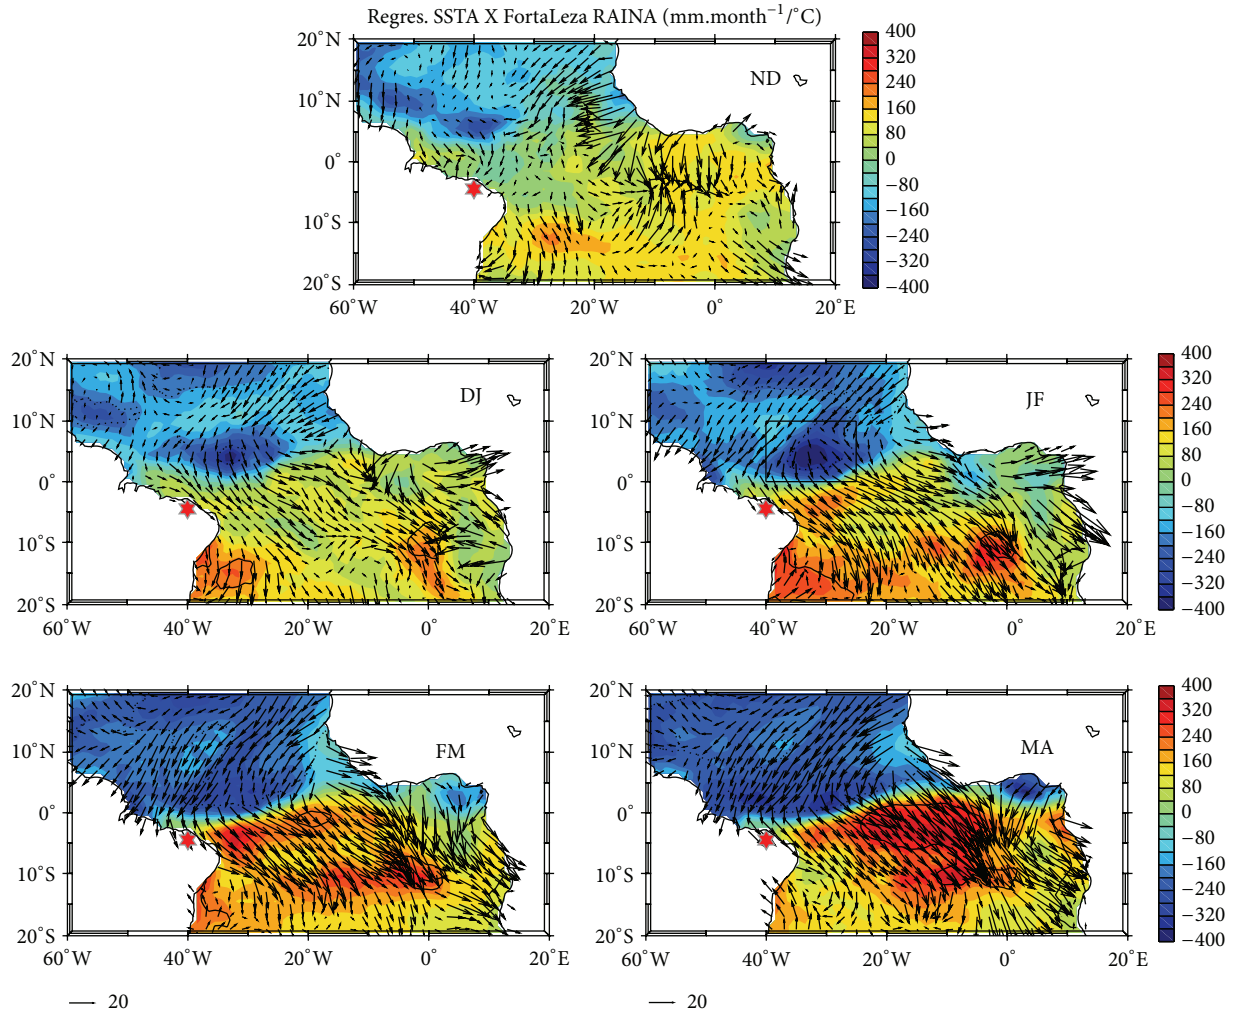 Regres. SSTA X FortaLeza RAINA (mm.month⁻¹/°C)
20°N
10°N
0°
10°S
20°S
60°W 40°W 20°W 0° 20°E
ND
400
320
240
160
80
0
−80
−160
−240
−320
−400
20°N
10°N
0°
10°S
20°S
60°W 40°W 20°W 0° 20°E
DJ
20°N
10°N
0°
10°S
20°S
60°W 40°W 20°W 0° 20°E
JF
400
320
240
160
80
0
−80
−160
−240
−320
−400
20°N
10°N
0°
10°S
20°S
60°W 40°W 20°W 0° 20°E
FM
20
20°N
10°N
0°
10°S
20°S
60°W 40°W 20°W 0° 20°E
MA
400
320
240
160
80
0
−80
−160
−240
−320
−400
20